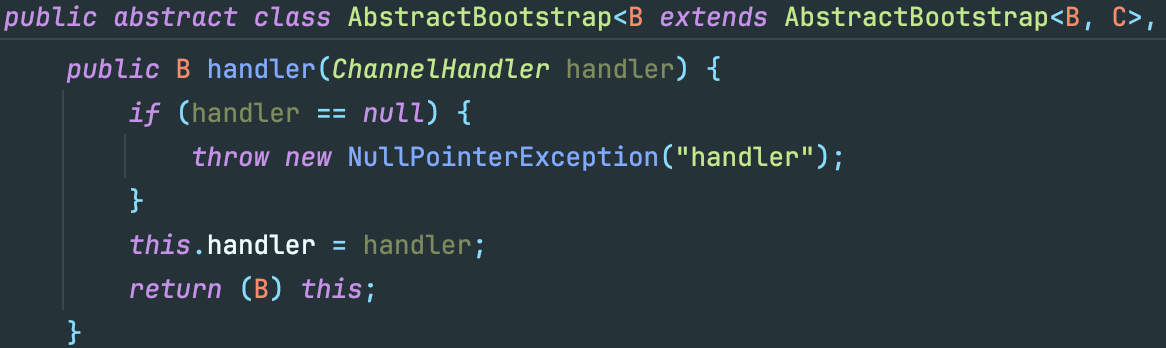 public abstract class AbstractBootstrap<B extends AbstractBootstrap<B, C>,
public B handler(ChannelHandler handler) {
if (handler == null) {
throw new NullPointerException("handler");
}
this.handler = handler;
return (B) this;
}